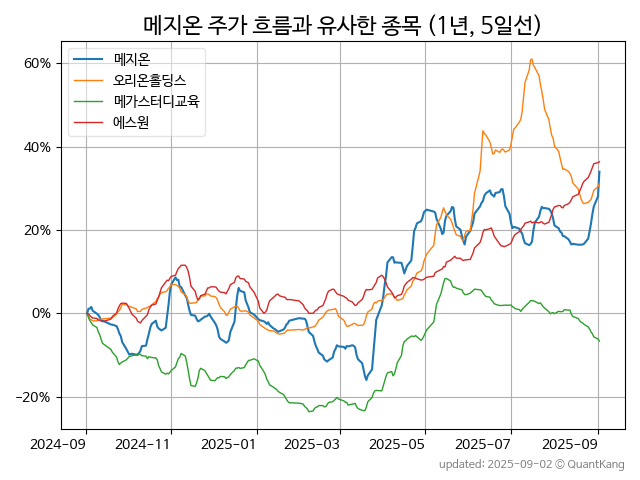 메지온 주가 흐름과 유사한 종목 (1년, 5일선)
메지온
오리온홀딩스
메가스터디교육
에스원
60%
40%
20%
0%
−20%
2024-09
2024-11
2025-01
2025-03
2025-05
2025-07
2025-09
updated: 2025-09-02 © QuantKang